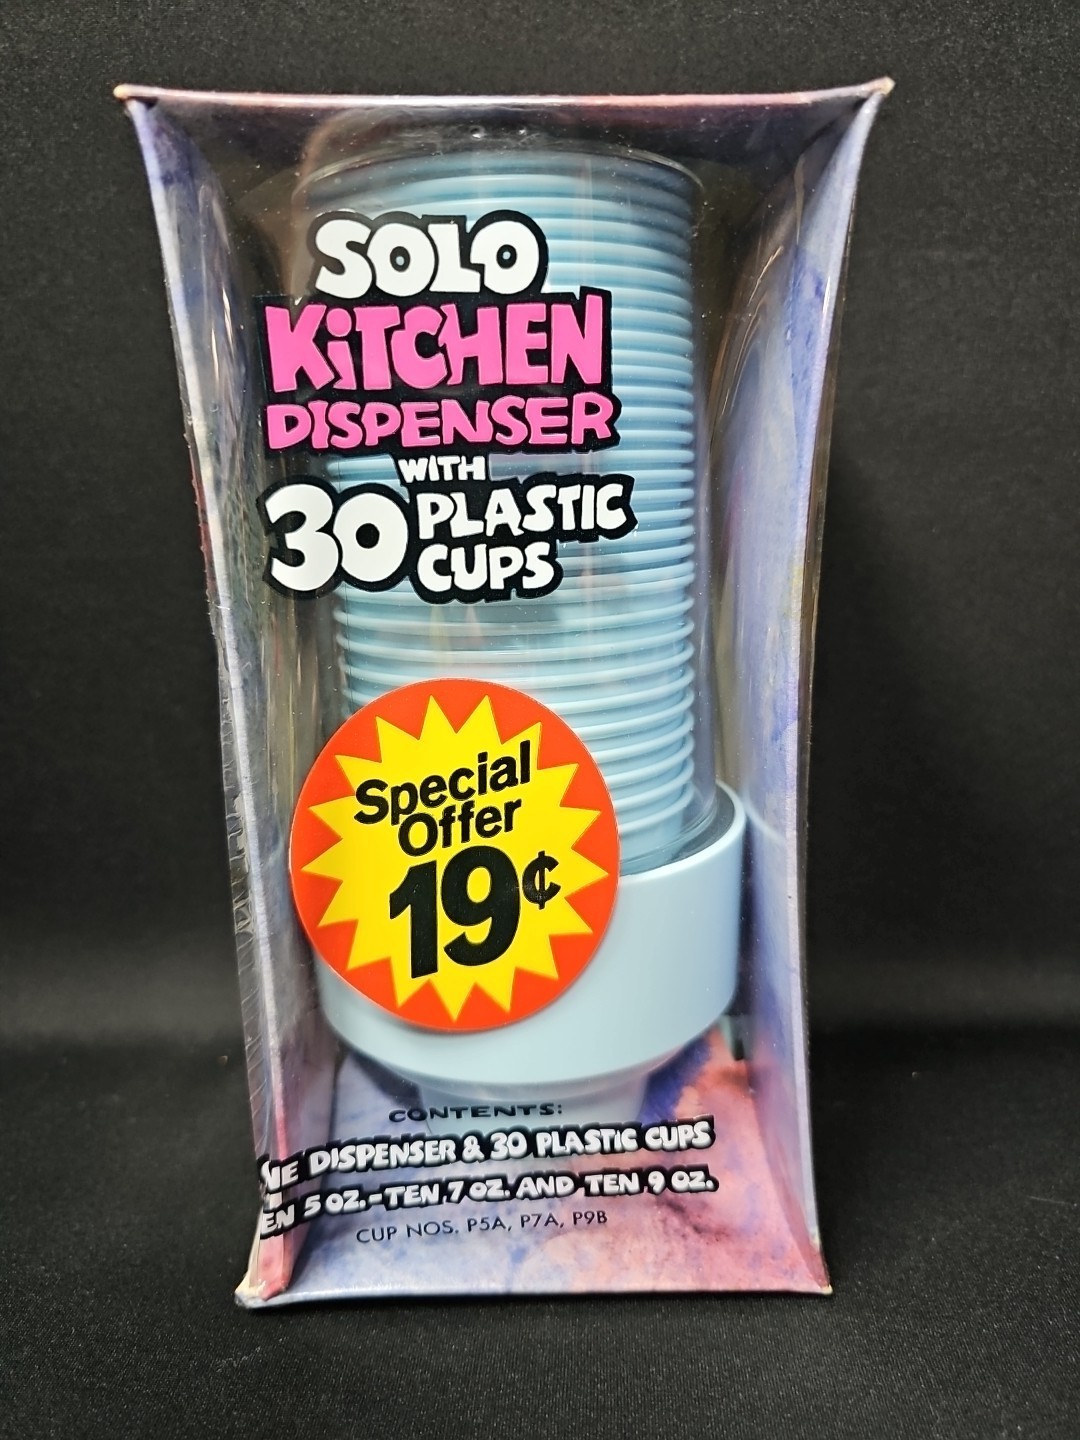 SOLO
KiTCHEN
DISPENSER
WITH
30 PLASTIC
CUPS
Special
Offer
19¢
CONTENTS:
DISPENSER & 30 PLASTIC CUPS
5 OZ.-TEN 7 OZ. AND TEN 9 OZ.
CUP NOS. P5A, P7A, P9B